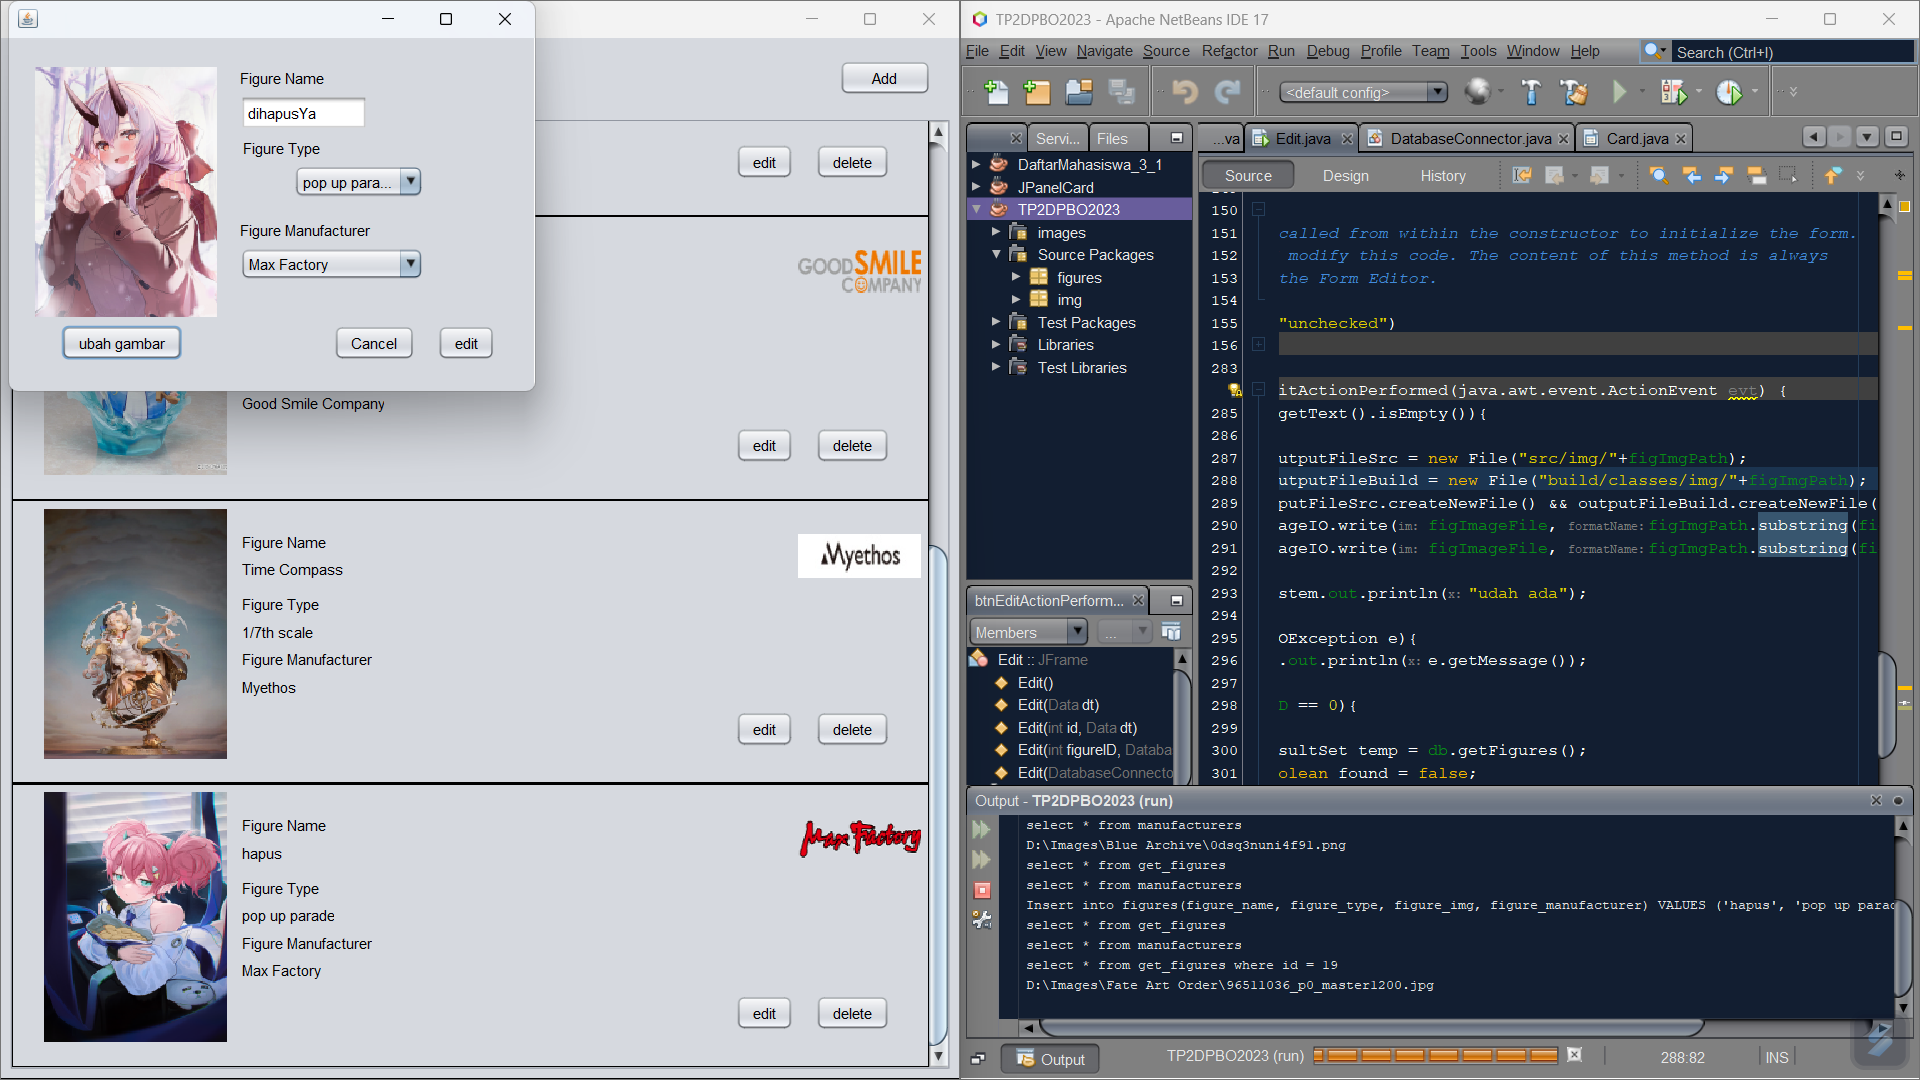 Figure Name
dihapusYa
Figure Type
pop up para...
Figure Manufacturer
Max Factory
ubah gambar
Cancel
edit
Add
edit
delete
GOODSMILE
COMPANY
Good Smile Company
edit
delete
Figure Name
Time Compass
Figure Type
1/7th scale
Figure Manufacturer
Myethos
Myethos
edit
delete
Figure Name
hapus
Figure Type
pop up parade
Figure Manufacturer
Max Factory
Max Factory
edit
delete
TP2DPBO2023 - Apache NetBeans IDE 17
File Edit View Navigate Source Refactor Run Debug Profile Team Tools Window Help
Search (Ctrl+I)
<default config>
Servi...
Files
DaftarMahasiswa_3_1
JPanelCard
TP2DPBO2023
images
Source Packages
figures
img
Test Packages
Libraries
Test Libraries
btnEditActionPerform...
Members
...
Edit :: JFrame
Edit()
Edit(Data dt)
Edit(int id, Data dt)
Edit(int figureID, Databa
Edit(DatabaseConnecto
...va
Edit.java
DatabaseConnector.java
Card.java
Source
Design
History
150
151 called from within the constructor to initialize the form.
152 modify this code. The content of this method is always
153 the Form Editor.
154
155 "unchecked")
156
283
itActionPerformed(java.awt.event.ActionEvent evt) {
285 getText().isEmpty()){
286
287 utputFileSrc = new File("src/img/"+figImgPath);
288 utputFileBuild = new File("build/classes/img/"+figImgPath);
289 putFileSrc.createNewFile() && outputFileBuild.createNewFile(
290 ageIO.write(im: figImageFile, formatName: figImgPath.substring(fi
291 ageIO.write(im: figImageFile, formatName: figImgPath.substring(fi
292
293 stem.out.println(x: "udah ada");
294
295 OException e){
296 .out.println(x: e.getMessage());
297
298 D == 0){
299
300 sultSet temp = db.getFigures();
301 olean found = false;
Output - TP2DPBO2023 (run)
select * from manufacturers
D:\Images\Blue Archive\0dsq3nuni4f91.png
select * from get_figures
select * from manufacturers
Insert into figures(figure_name, figure_type, figure_img, figure_manufacturer) VALUES ('hapus', 'pop up parad
select * from get_figures
select * from manufacturers
select * from get_figures where id = 19
D:\Images\Fate Art Order\96511036_p0_master1200.jpg
Output
TP2DPBO2023 (run)
288:82
INS